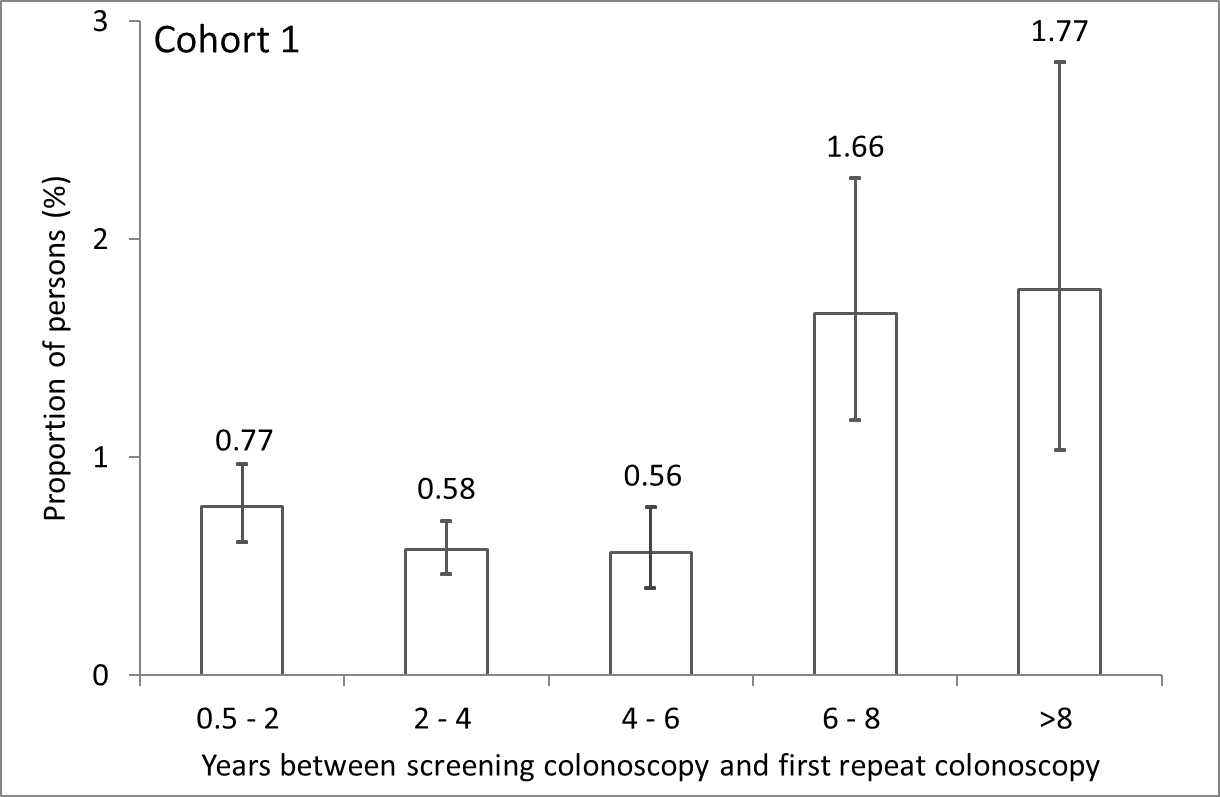 Cohort 1
Proportion of persons (%)
3
2
1
0
0.77
0.58
0.56
1.66
1.77
0.5 - 2
2 - 4
4 - 6
6 - 8
>8
Years between screening colonoscopy and first repeat colonoscopy